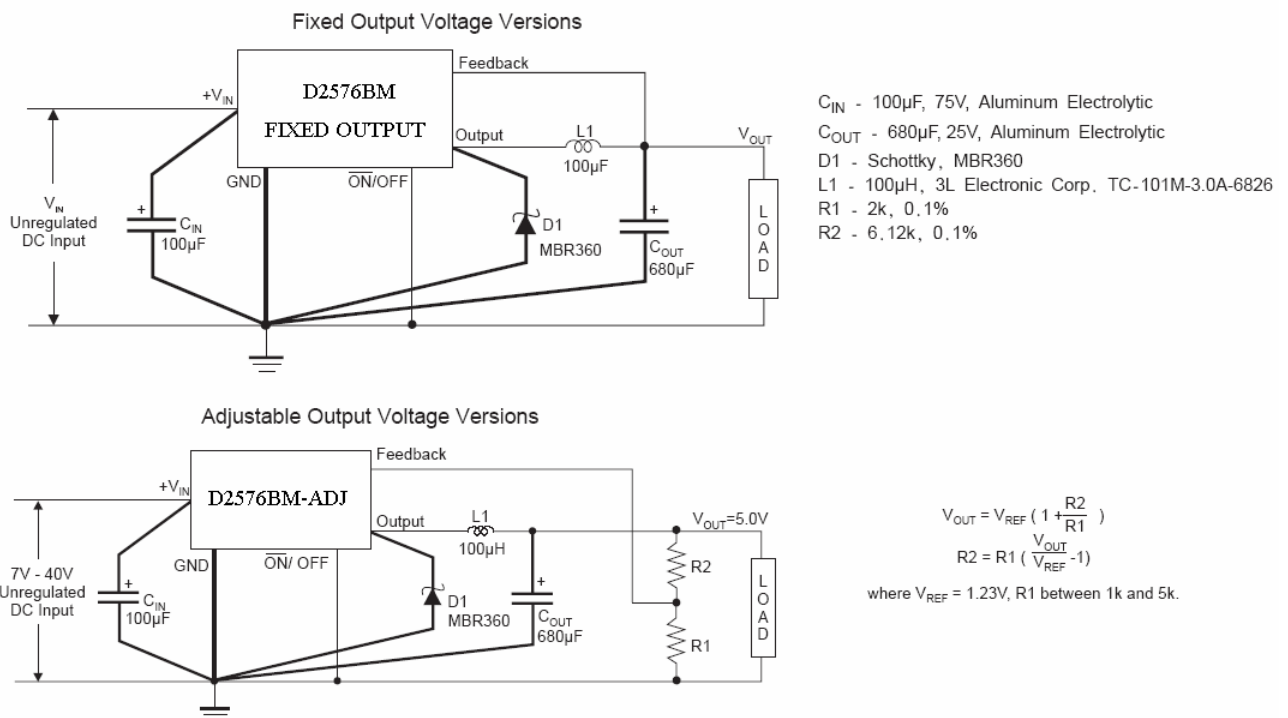 Fixed Output Voltage Versions
Feedback
+VIN
D2576BM
FIXED OUTPUT
Output
L1
100µF
VOUT
GND
ON/OFF
VIN
Unregulated
DC Input
+
CIN
100µF
D1
MBR360
+
COUT
680µF
LOAD
CIN - 100µF, 75V, Aluminum Electrolytic
COUT - 680µF, 25V, Aluminum Electrolytic
D1 - Schottky, MBR360
L1 - 100µH, 3L Electronic Corp. TC-101M-3.0A-6826
R1 - 2k, 0.1%
R2 - 6.12k, 0.1%
Adjustable Output Voltage Versions
Feedback
+VIN
D2576BM-ADJ
Output
L1
100µH
VOUT=5.0V
GND
ON/ OFF
7V - 40V
Unregulated
DC Input
+
CIN
100µF
D1
MBR360
+
COUT
680µF
R2
R1
LOAD
VOUT = VREF ( 1 + R2/R1 )
R2 = R1 ( VOUT/VREF -1)
where VREF = 1.23V, R1 between 1k and 5k.